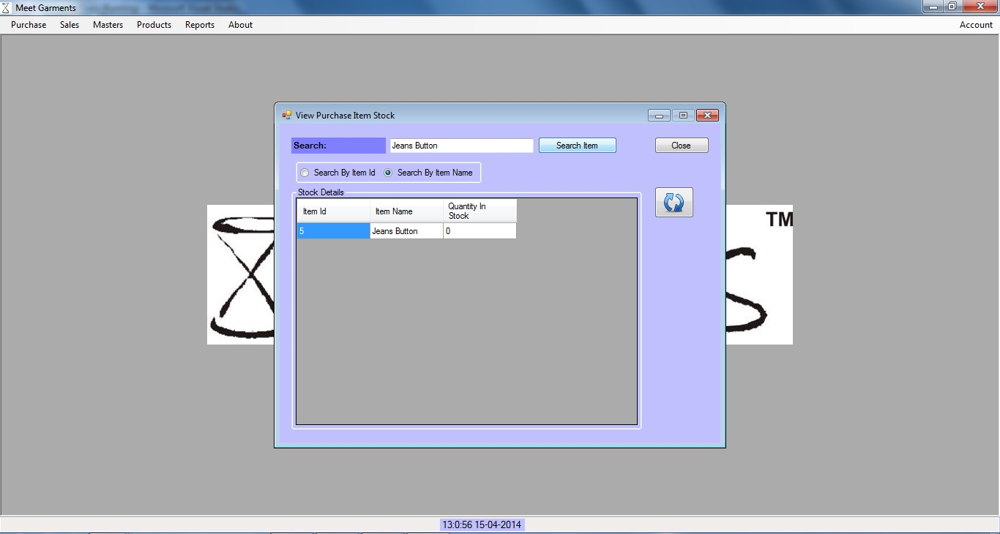 Meet Garments
Purchase Sales Masters Products Reports About Account
View Purchase Item Stock
Search: Jeans Button Search Item Close
Search By Item Id Search By Item Name
Stock Details
Item Id Item Name Quantity In Stock
5 Jeans Button 0
TM
S
13:0:56 15-04-2014